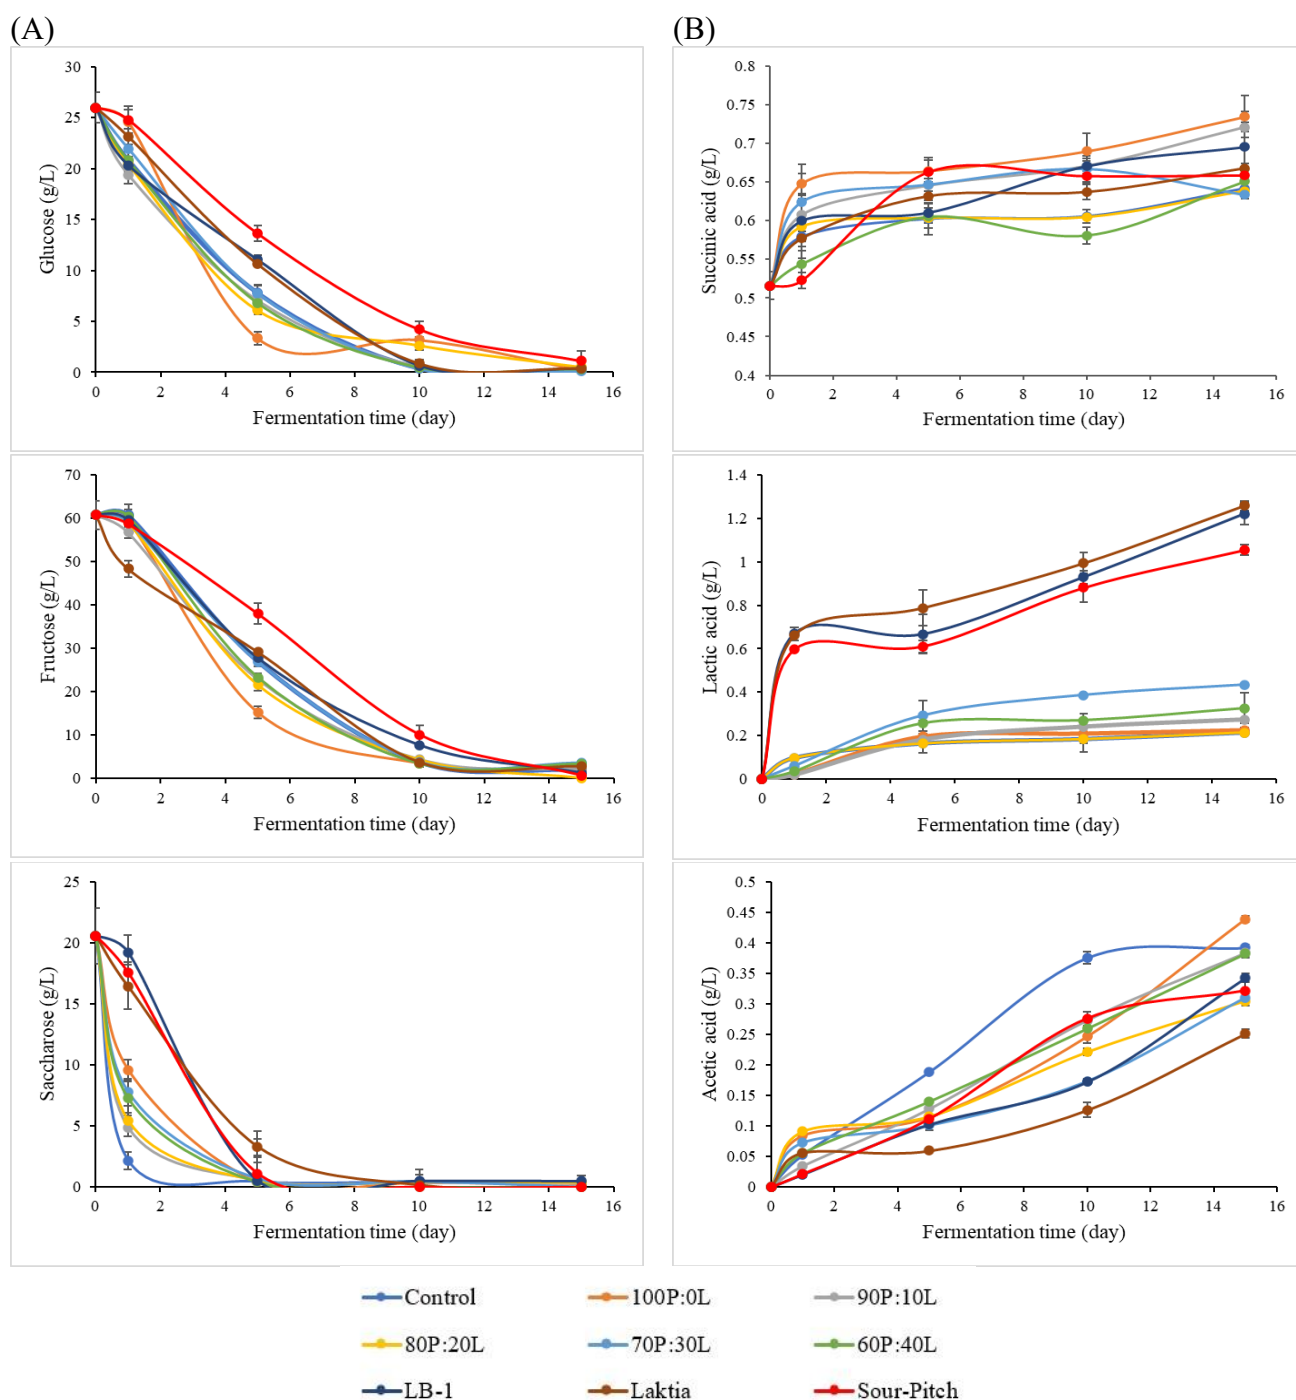 (A)
(B)
30
25
20
15
10
5
0
Glucose (g/L)
0 2 4 6 8 10 12 14 16
Fermentation time (day)
0.8
0.75
0.7
0.65
0.6
0.55
0.5
0.45
0.4
Succinic acid (g/L)
0 2 4 6 8 10 12 14 16
Fermentation time (day)
70
60
50
40
30
20
10
0
Fructose (g/L)
0 2 4 6 8 10 12 14 16
Fermentation time (day)
1.4
1.2
1
0.8
0.6
0.4
0.2
0
Lactic acid (g/L)
0 2 4 6 8 10 12 14 16
Fermentation time (day)
25
20
15
10
5
0
Saccharose (g/L)
0 2 4 6 8 10 12 14 16
Fermentation time (day)
0.5
0.45
0.4
0.35
0.3
0.25
0.2
0.15
0.1
0.05
0
Acetic acid (g/L)
0 2 4 6 8 10 12 14 16
Fermentation time (day)
Control 100P:0L 90P:10L
80P:20L 70P:30L 60P:40L
LB-1 Laktia Sour-Pitch